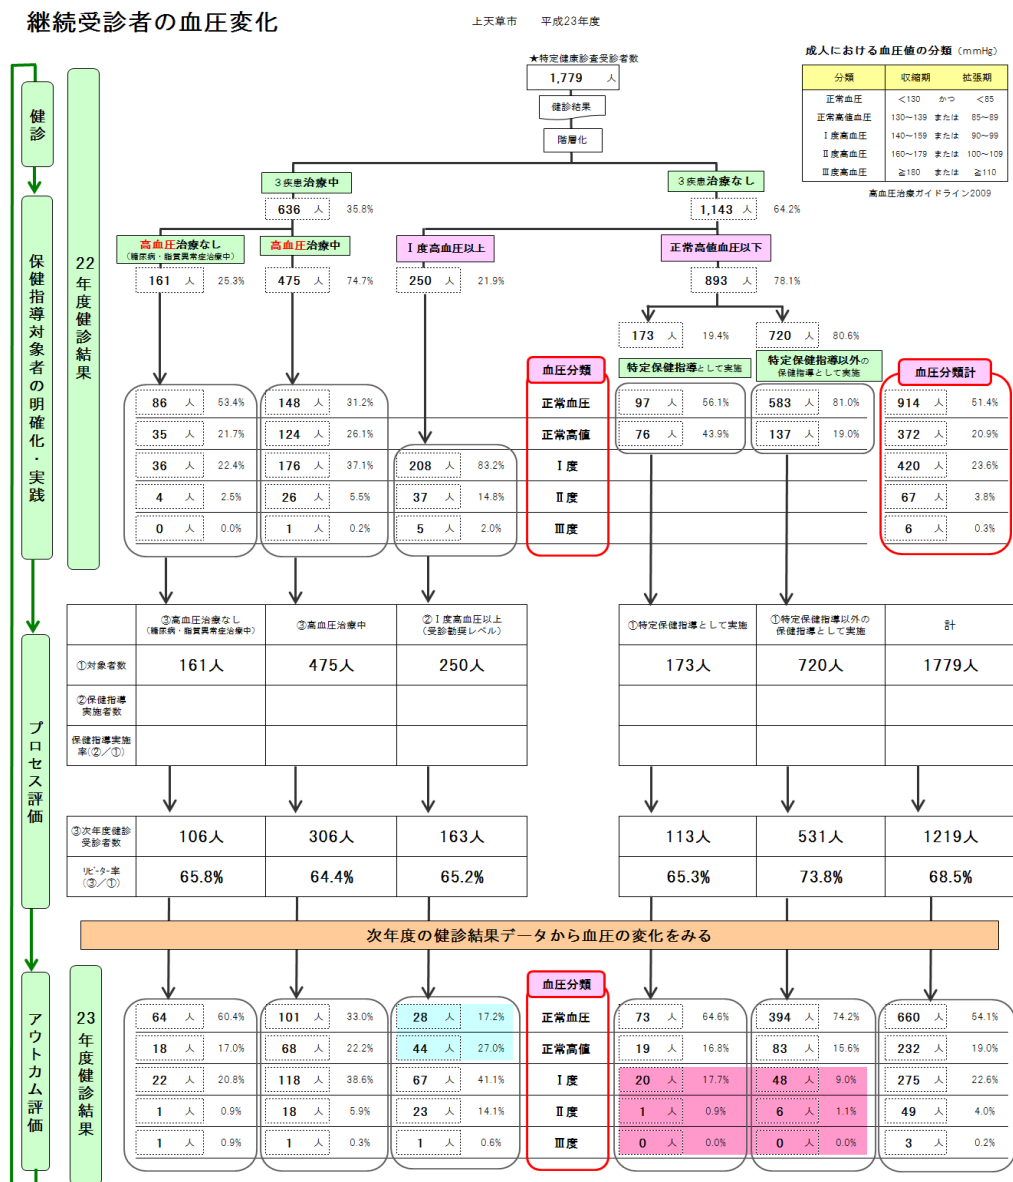 継続受診者の血圧変化
上天草市 平成23年度
成人における血圧値の分類（mmHg）
分類 収縮期 拡張期
正常血圧 ＜130 かつ ＜85
正常高値血圧 130～139 または 85～89
Ⅰ度高血圧 140～159 または 90～99
Ⅱ度高血圧 160～179 または 100～109
Ⅲ度高血圧 ≧180 または ≧110
高血圧治療ガイドライン2009
★特定健康診査受診者数
1,779 人
健診結果
階層化
健診
保健指導対象者の明確化・実践
プロセス評価
アウトカム評価
22年度健診結果
3疾患治療中
636 人 35.8%
3疾患治療なし
1,143 人 64.2%
高血圧治療なし
（糖尿病・脂質異常症治療中）
161 人 25.3%
高血圧治療中
475 人 74.7%
Ⅰ度高血圧以上
250 人 21.9%
正常高値血圧以下
893 人 78.1%
173 人 19.4%
720 人 80.6%
特定保健指導として実施
特定保健指導以外の
保健指導として実施
血圧分類
血圧分類計
86 人 53.4% 148 人 31.2% 正常血圧 97 人 56.1% 583 人 81.0% 914 人 51.4%
35 人 21.7% 124 人 26.1% 正常高値 76 人 43.9% 137 人 19.0% 372 人 20.9%
36 人 22.4% 176 人 37.1% 208 人 83.2% Ⅰ度 420 人 23.6%
4 人 2.5% 26 人 5.5% 37 人 14.8% Ⅱ度 67 人 3.8%
0 人 0.0% 1 人 0.2% 5 人 2.0% Ⅲ度 6 人 0.3%
③高血圧治療なし
（糖尿病・脂質異常症治療中）
③高血圧治療中
②Ⅰ度高血圧以上
（受診勧奨レベル）
①特定保健指導として実施
①特定保健指導以外の
保健指導として実施
計
①対象者数 161人 475人 250人 173人 720人 1779人
②保健指導
実施者数
保健指導実施
率(②／①)
③次年度健診
受診者数
106人 306人 163人 113人 531人 1219人
ﾘﾋﾟｰﾀｰ率
(③／①)
65.8% 64.4% 65.2% 65.3% 73.8% 68.5%
次年度の健診結果データから血圧の変化をみる
23年度健診結果
血圧分類
64 人 60.4% 101 人 33.0% 28 人 17.2% 正常血圧 73 人 64.6% 394 人 74.2% 660 人 54.1%
18 人 17.0% 68 人 22.2% 44 人 27.0% 正常高値 19 人 16.8% 83 人 15.6% 232 人 19.0%
22 人 20.8% 118 人 38.6% 67 人 41.1% Ⅰ度 20 人 17.7% 48 人 9.0% 275 人 22.6%
1 人 0.9% 18 人 5.9% 23 人 14.1% Ⅱ度 1 人 0.9% 6 人 1.1% 49 人 4.0%
1 人 0.9% 1 人 0.3% 1 人 0.6% Ⅲ度 0 人 0.0% 0 人 0.0% 3 人 0.2%